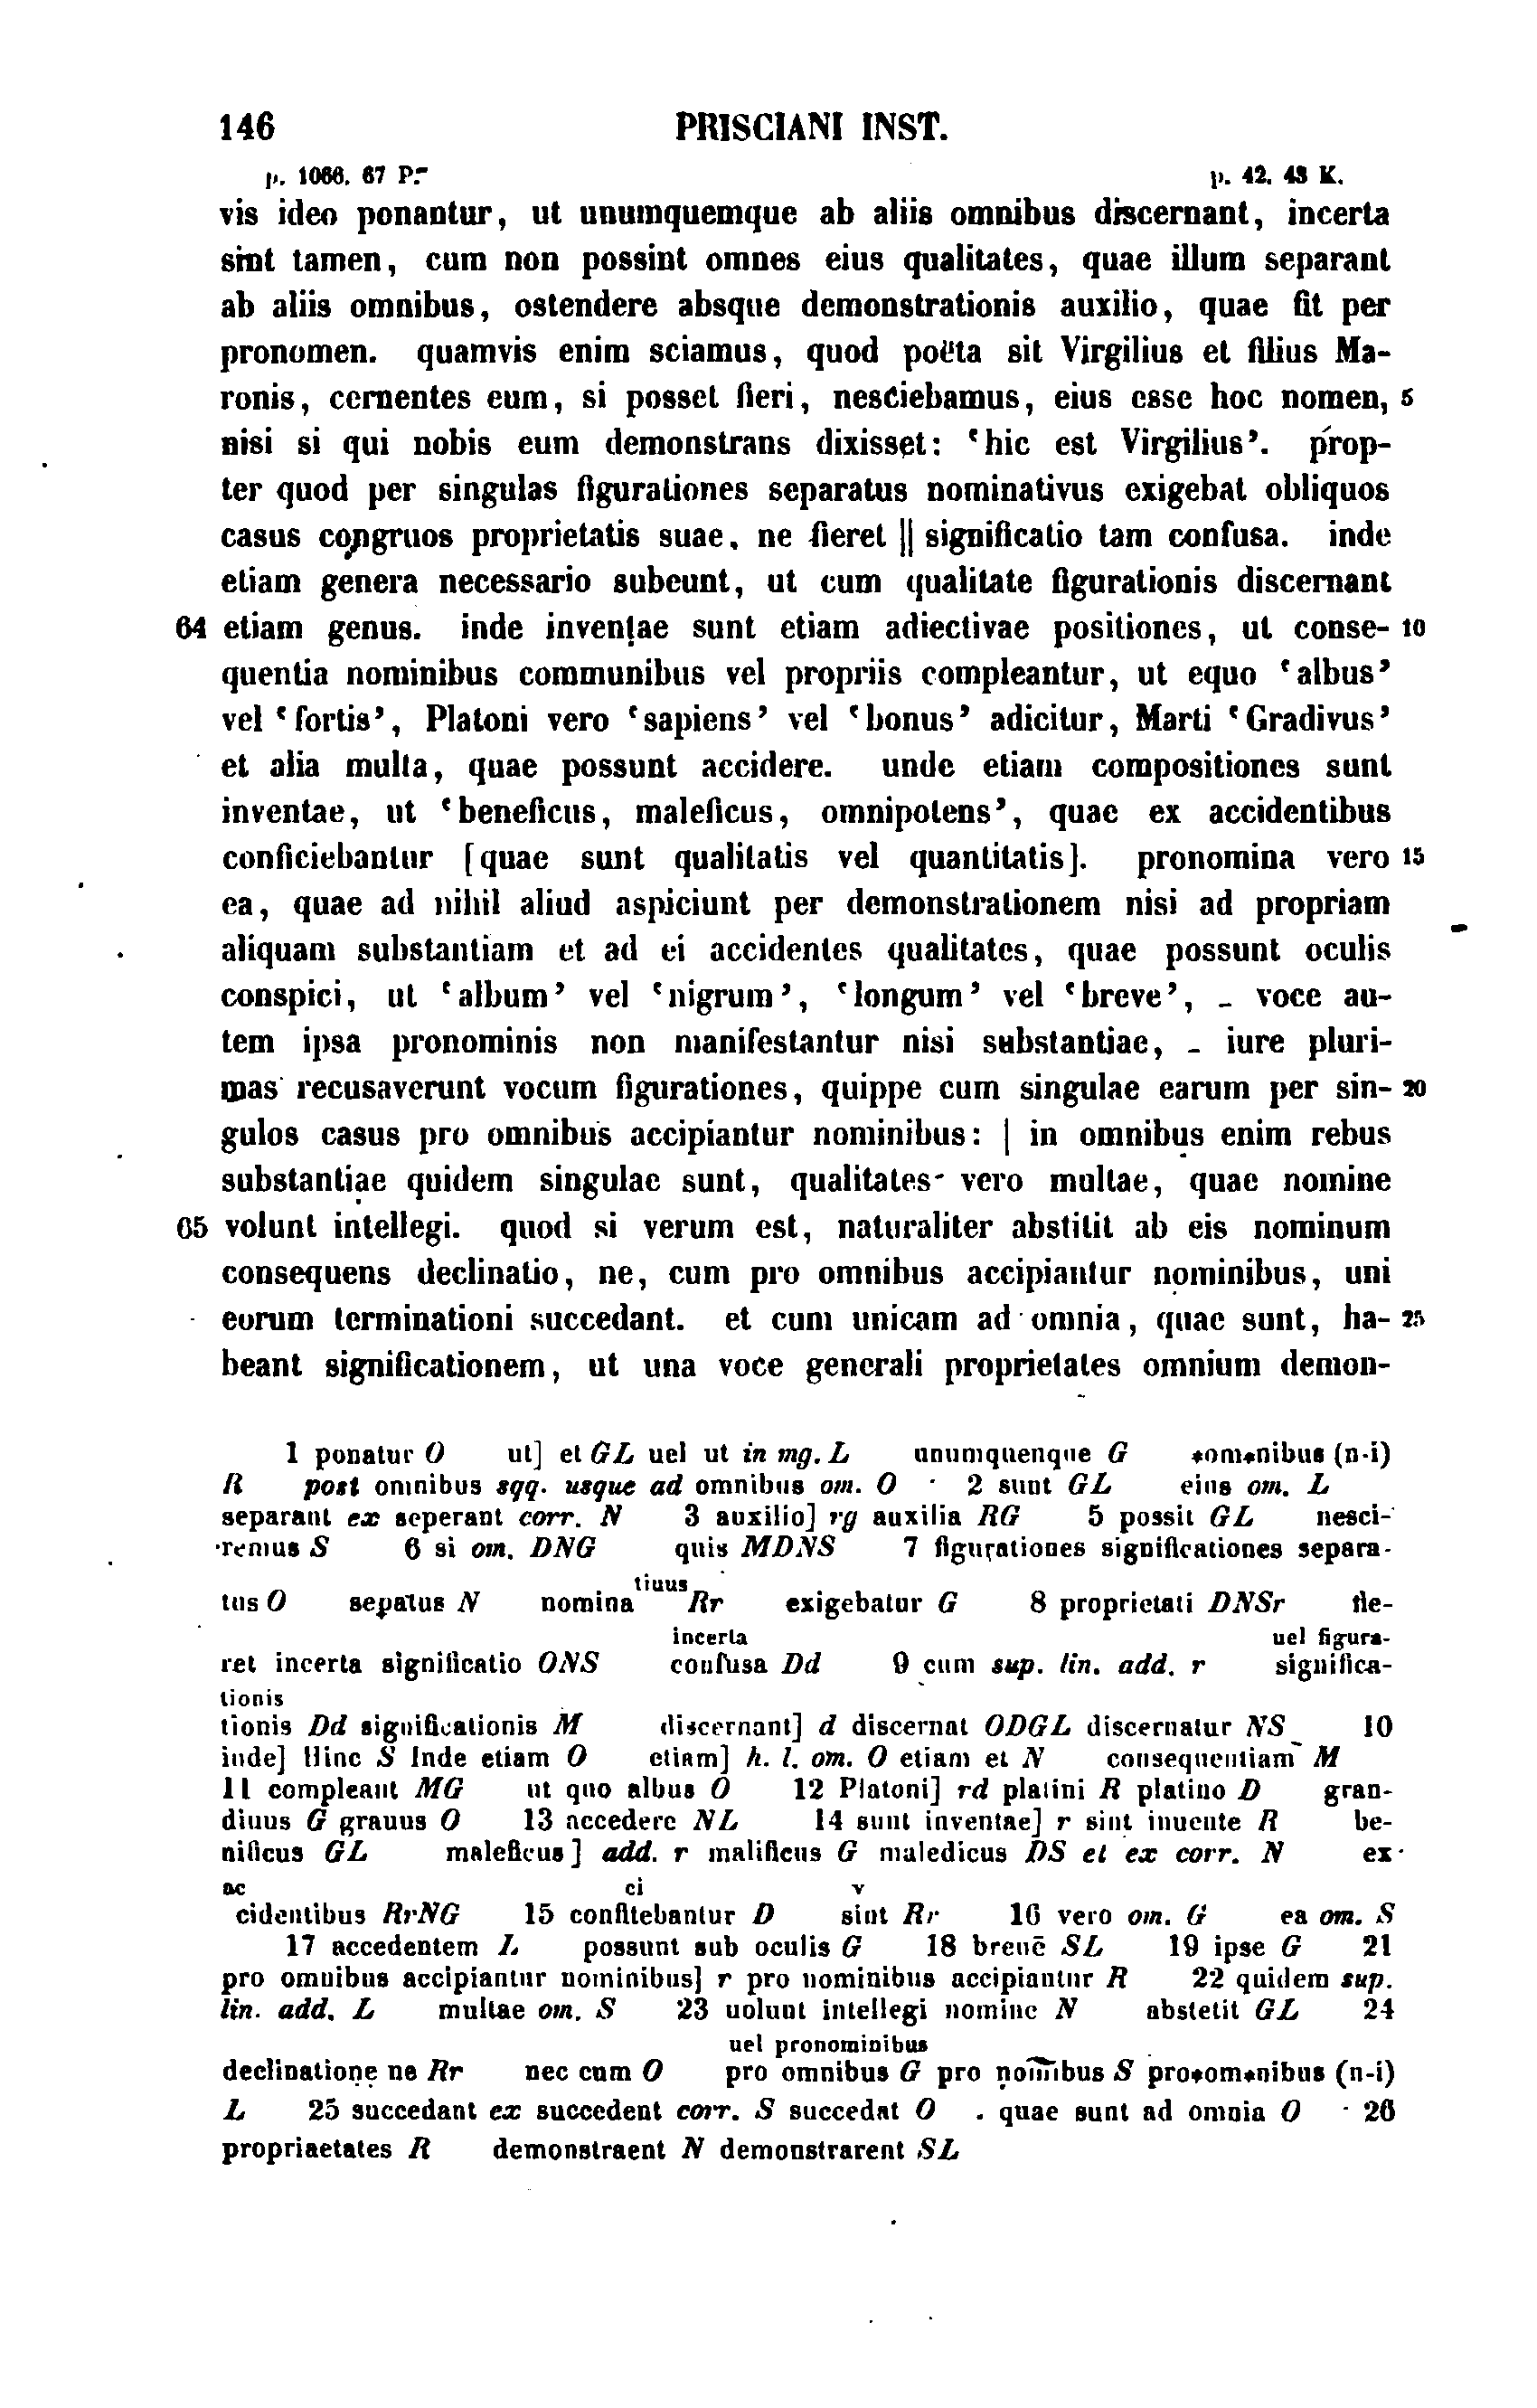 146 PRISCIANI INST.
p. 1066. 67 P. p. 42. 43 K.
vis ideo ponantur, ut unumquemque ab aliis omnibus discernant, incerta
sint tamen, cum non possint omnes eius qualitates, quae illum separant
ab aliis omnibus, ostendere absque demonstrationis auxilio, quae fit per
pronomen. quamvis enim sciamus, quod poëta sit Virgilius et filius Ma-
ronis, cernentes eum, si posset fieri, nesciebamus, eius esse hoc nomen, 5
nisi si qui nobis eum demonstrans dixisset: ‘hic est Virgilius’. prop-
ter quod per singulas figurationes separatus nominativus exigebat obliquos
casus congruos proprietatis suae, ne fieret || significatio tam confusa. inde
etiam genera necessario subeunt, ut cum qualitate figurationis discernant
64 etiam genus. inde inventae sunt etiam adiectivae positiones, ut conse- 10
quentia nominibus communibus vel propriis compleantur, ut equo ‘albus’
vel ‘fortis’, Platoni vero ‘sapiens’ vel ‘bonus’ adicitur, Marti ‘Gradivus’
et alia multa, quae possunt accidere. unde etiam compositiones sunt
inventae, ut ‘beneficus, maleficus, omnipotens’, quae ex accidentibus
conficiebantur [quae sunt qualitatis vel quantitatis]. pronomina vero 15
ea, quae ad nihil aliud aspiciunt per demonstrationem nisi ad propriam
aliquam substantiam et ad ei accidentes qualitates, quae possunt oculis
conspici, ut ‘album’ vel ‘nigrum’, ‘longum’ vel ‘breve’, _ voce au-
tem ipsa pronominis non manifestantur nisi substantiae, _ iure pluri-
mas recusaverunt vocum figurationes, quippe cum singulae earum per sin- 20
gulos casus pro omnibus accipiantur nominibus: | in omnibus enim rebus
substantiae quidem singulae sunt, qualitates vero multae, quae nomine
65 volunt intellegi. quod si verum est, naturaliter abstitit ab eis nominum
consequens declinatio, ne, cum pro omnibus accipiantur nominibus, uni
eorum terminationi succedant. et cum unicam ad omnia, quae sunt, ha- 25
beant significationem, ut una voce generali proprietates omnium demon-
1 ponatur O ut] et GL uel ut in mg. L unumquenque G *om*nibus (n-i)
R post omnibus sqq. usque ad omnibus om. O 2 sunt GL eius om. L
separant ex seperant corr. N 3 auxilio] rg auxilia RG 5 possit GL nesci-
remus S 6 si om. DNG quis MDNS 7 figurationes significationes separa-
tiuus
tus O sepatus N nomina Rr exigebatur G 8 proprietati DNSr fie-
incerta uel figura-
ret incerta significatio ONS confusa Dd 9 cum sup. lin. add. r significa-
tionis
tionis Dd significationis M discernant] d discernat ODGL discernatur NS 10
inde] Hinc S Inde etiam O etiam] h. l. om. O etiam et N consequentiam M
11 compleant MG ut quo albus O 12 Platoni] rd platini R platino D gran-
diuus G grauus O 13 accedere NL 14 sunt inventae] r sint inuente R be-
nificus GL maleficus] add. r malificus G maledicus DS et ex corr. N ex
ac ci v
cidentibus RrNG 15 confitebantur D sint Rr 16 vero om. G ea om. S
17 accedentem L possunt sub oculis G 18 breuē SL 19 ipse G 21
pro omnibus accipiantur nominibus] r pro nominibus accipiantur R 22 quidem sup.
lin. add. L multae om. S 23 uolunt intellegi nomine N abstetit GL 24
uel pronominibus
declinatione ne Rr nec cum O pro omnibus G pro S pro*om*nibus (n-i)
L 25 succedant ex succedent corr. S succedat O quae sunt ad omnia O 26
propriaetates R demonstraent N demonstrarent SL